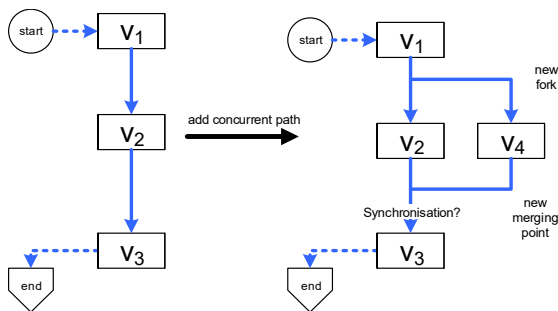 start
V1
V2
V3
end
add concurrent path
start
V1
new
fork
V2
V4
Synchronisation?
new
merging
point
V3
end